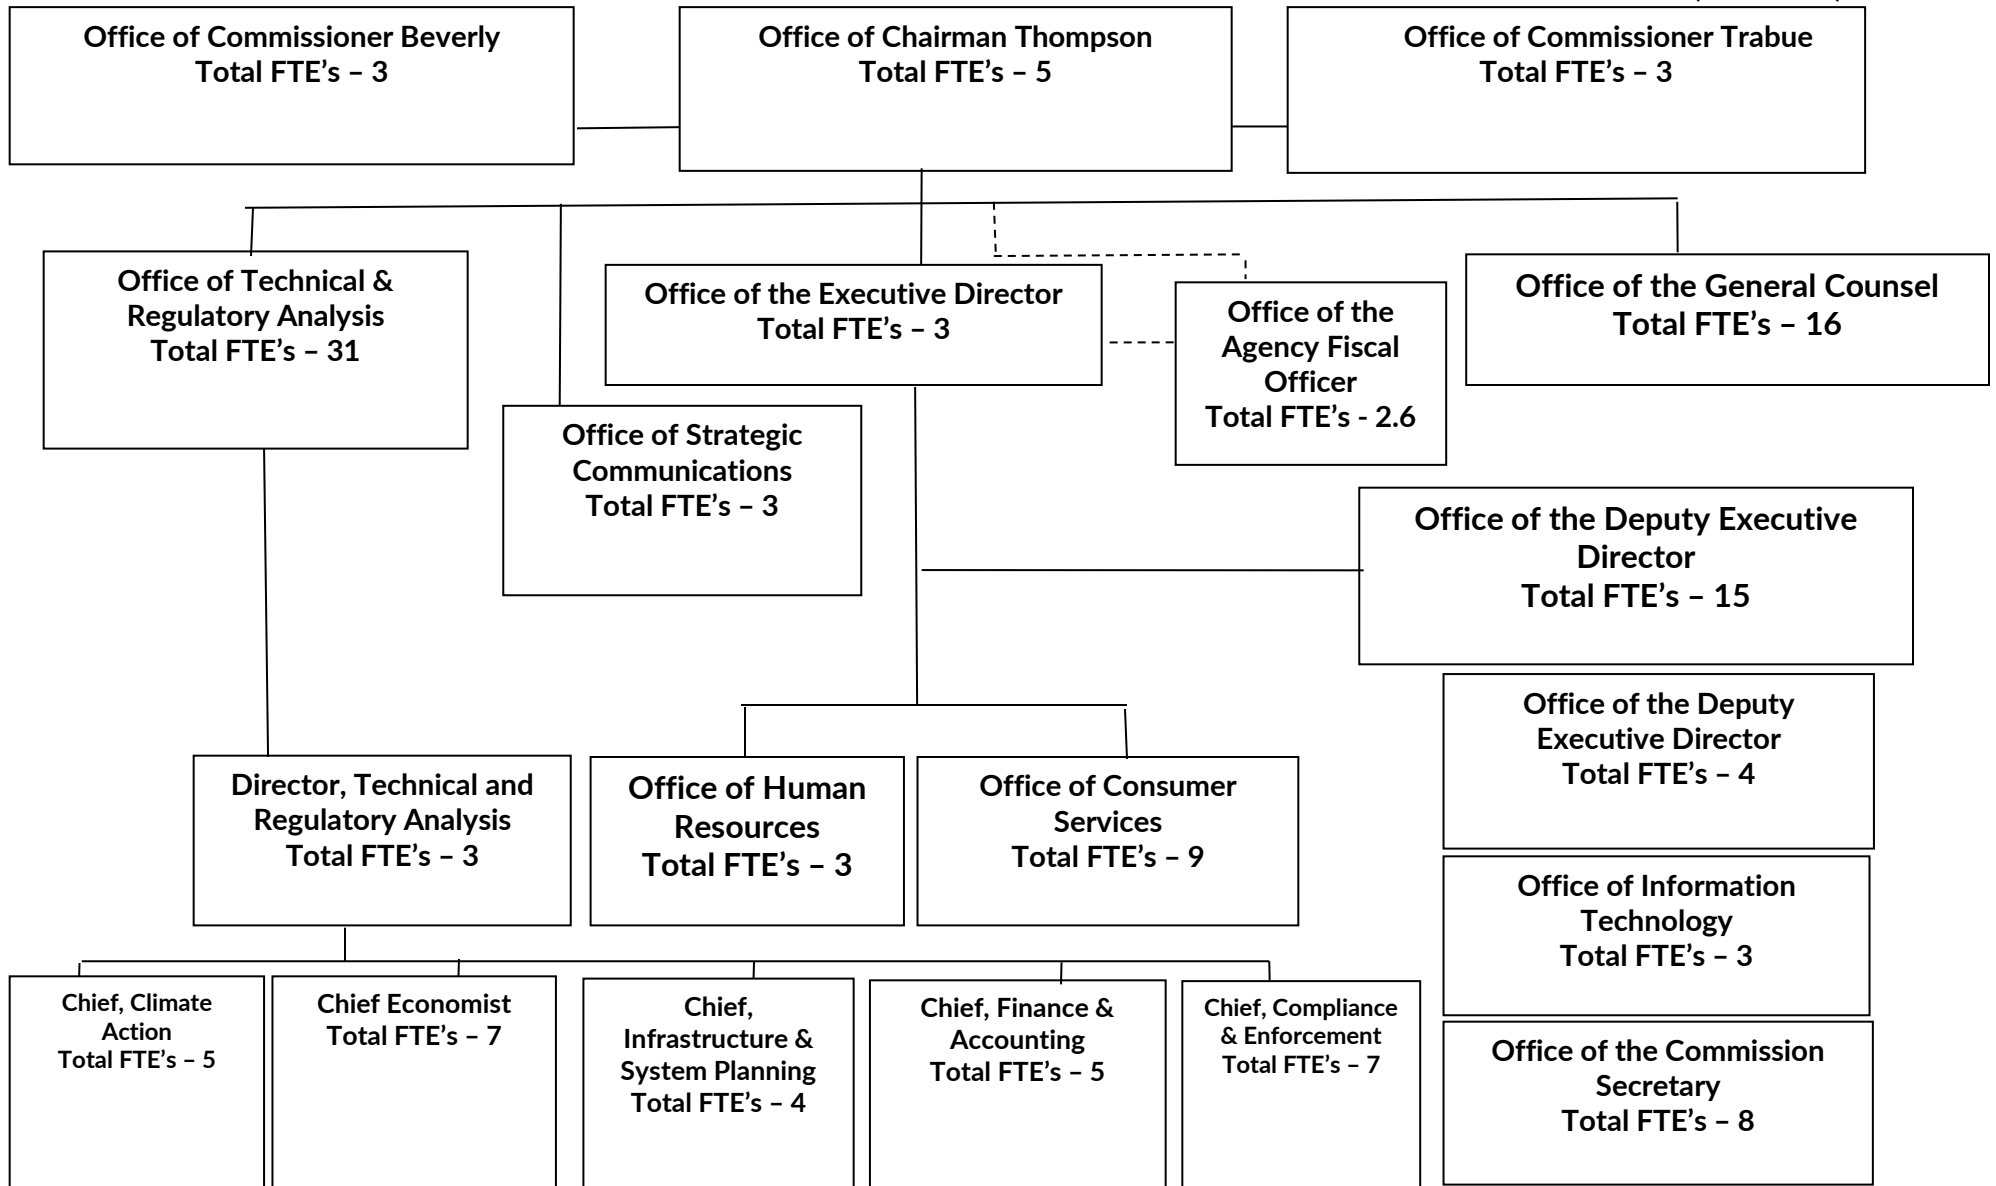 Office of Commissioner Beverly
Total FTE’s – 3
Office of Chairman Thompson
Total FTE’s – 5
Office of Commissioner Trabue
Total FTE’s – 3
Office of Technical &
Regulatory Analysis
Total FTE’s – 31
Office of the Executive Director
Total FTE’s – 3
Office of the
Agency Fiscal
Officer
Total FTE’s - 2.6
Office of the General Counsel
Total FTE’s – 16
Office of Strategic
Communications
Total FTE’s – 3
Office of the Deputy Executive
Director
Total FTE’s – 15
Office of the Deputy
Executive Director
Total FTE’s – 4
Director, Technical and
Regulatory Analysis
Total FTE’s – 3
Office of Human
Resources
Total FTE’s – 3
Office of Consumer
Services
Total FTE’s – 9
Office of Information
Technology
Total FTE’s – 3
Chief, Climate
Action
Total FTE’s – 5
Chief Economist
Total FTE’s – 7
Chief,
Infrastructure &
System Planning
Total FTE’s – 4
Chief, Finance &
Accounting
Total FTE’s – 5
Chief, Compliance
& Enforcement
Total FTE’s – 7
Office of the Commission
Secretary
Total FTE’s – 8